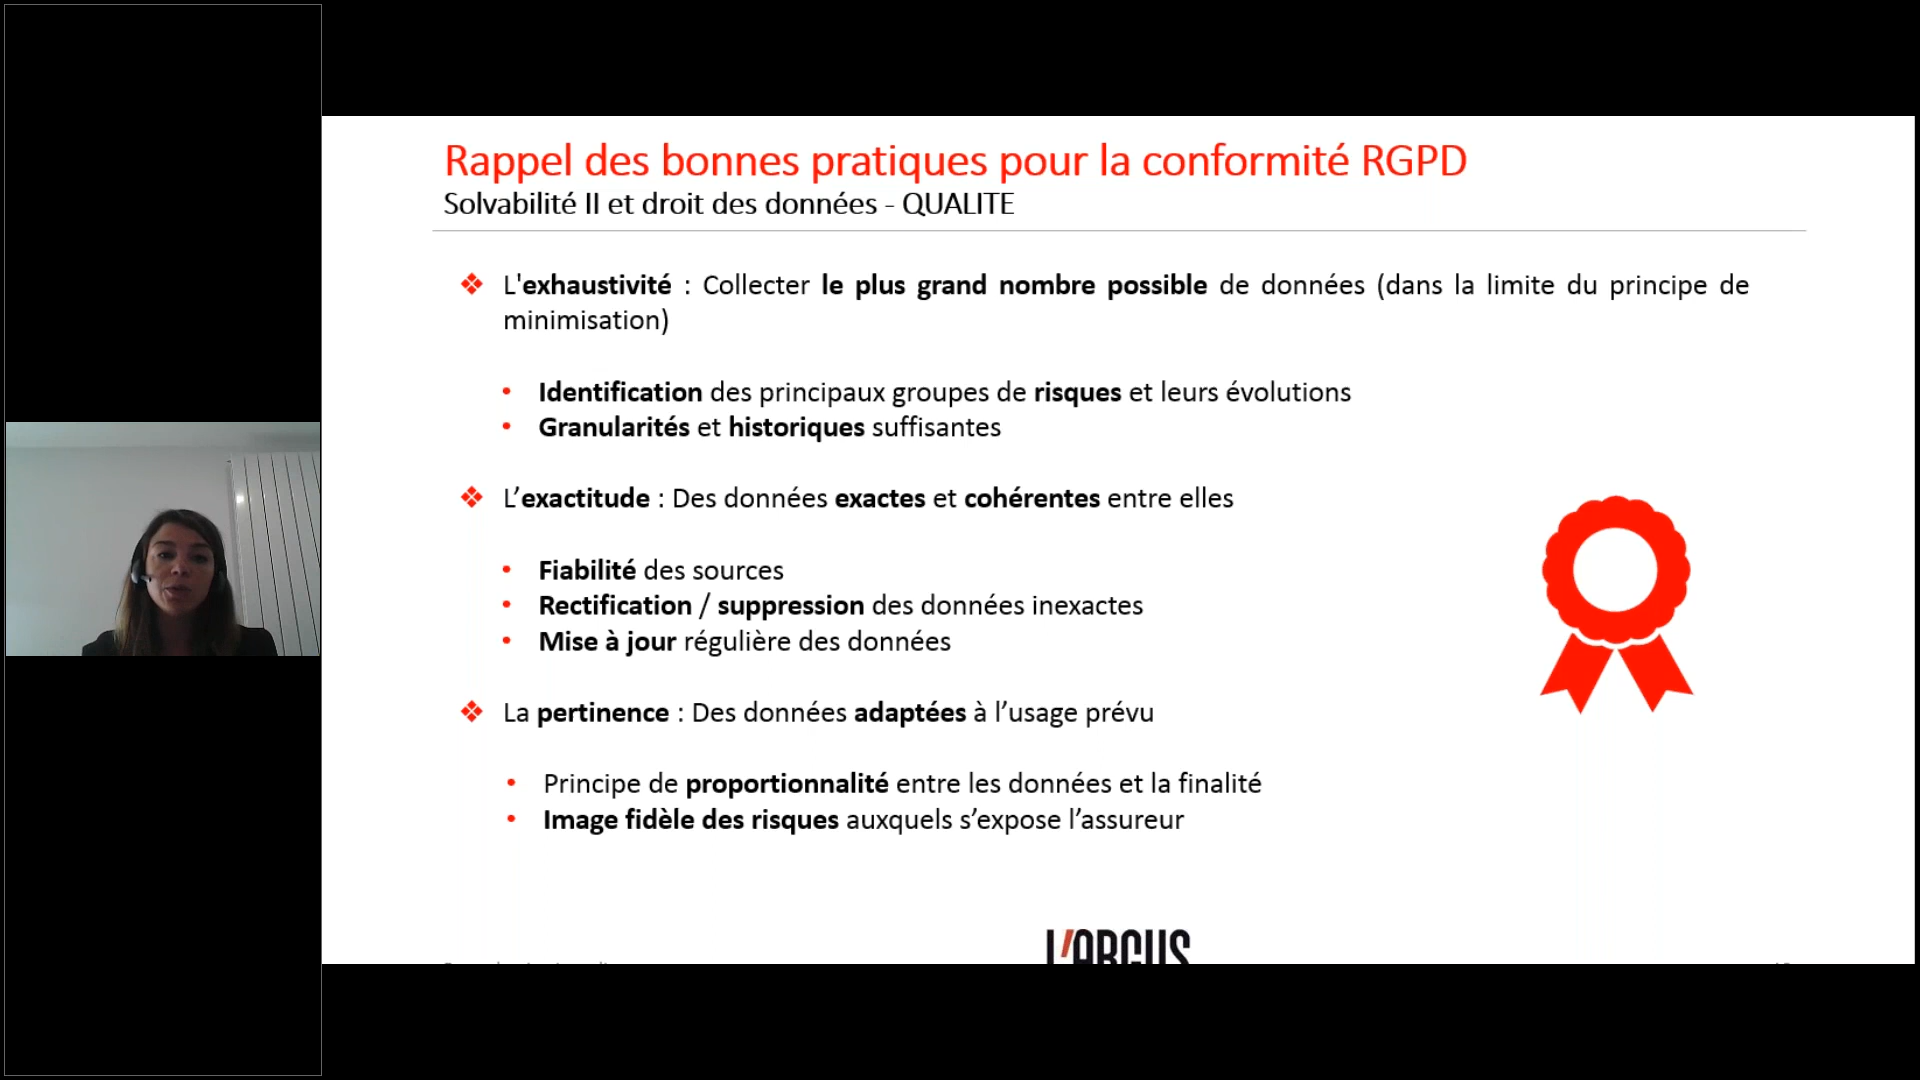 Rappel des bonnes pratiques pour la conformité RGPD
Solvabilité II et droit des données - QUALITE
❖ L'exhaustivité : Collecter le plus grand nombre possible de données (dans la limite du principe de
minimisation)
• Identification des principaux groupes de risques et leurs évolutions
• Granularités et historiques suffisantes
❖ L’exactitude : Des données exactes et cohérentes entre elles
• Fiabilité des sources
• Rectification / suppression des données inexactes
• Mise à jour régulière des données
❖ La pertinence : Des données adaptées à l’usage prévu
• Principe de proportionnalité entre les données et la finalité
• Image fidèle des risques auxquels s’expose l’assureur
L'ARGUS